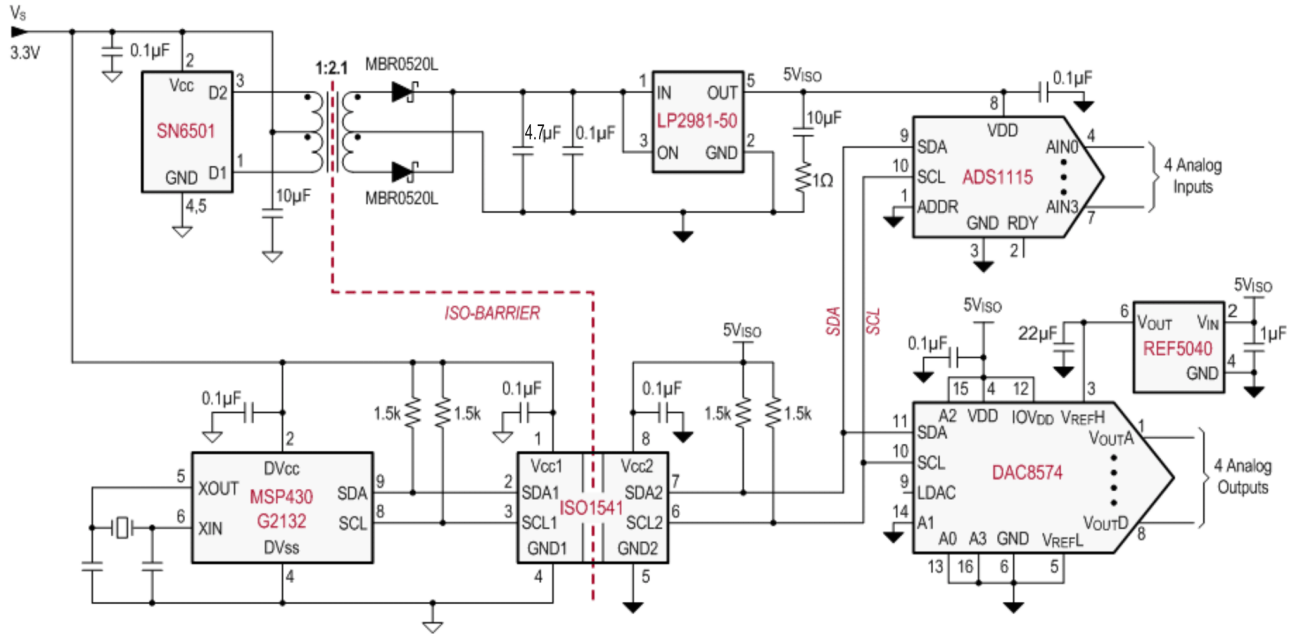 VS
3.3V
0.1µF
2
Vcc
D2
3
SN6501
GND
D1
1
4,5
10µF
1:2.1
MBR0520L
MBR0520L
4.7µF
0.1µF
1
IN
OUT
5
LP2981-50
3
ON
GND
2
5VISO
10µF
1Ω
0.1µF
8
VDD
9
SDA
AIN0
4
10
SCL
ADS1115
1
ADDR
AIN3
7
GND
RDY
3
2
4 Analog
Inputs
ISO-BARRIER
SDA
SCL
5VISO
0.1µF
22µF
6
VOUT
VIN
2
REF5040
GND
4
5VISO
1µF
0.1µF
2
DVcc
5
XOUT
MSP430
G2132
SDA
9
6
XIN
SCL
8
DVss
4
1.5k
1.5k
0.1µF
1
Vcc1
2
SDA1
3
SCL1
GND1
4
ISO1541
5VISO
0.1µF
8
Vcc2
SDA2
7
SCL2
6
GND2
5
1.5k
1.5k
15
4
12
3
A2
VDD
IOVDD
VREFH
11
SDA
VOUTA
1
10
SCL
DAC8574
9
LDAC
14
A1
VOUTD
8
A0
A3
GND
VREFL
13
16
6
5
4 Analog
Outputs